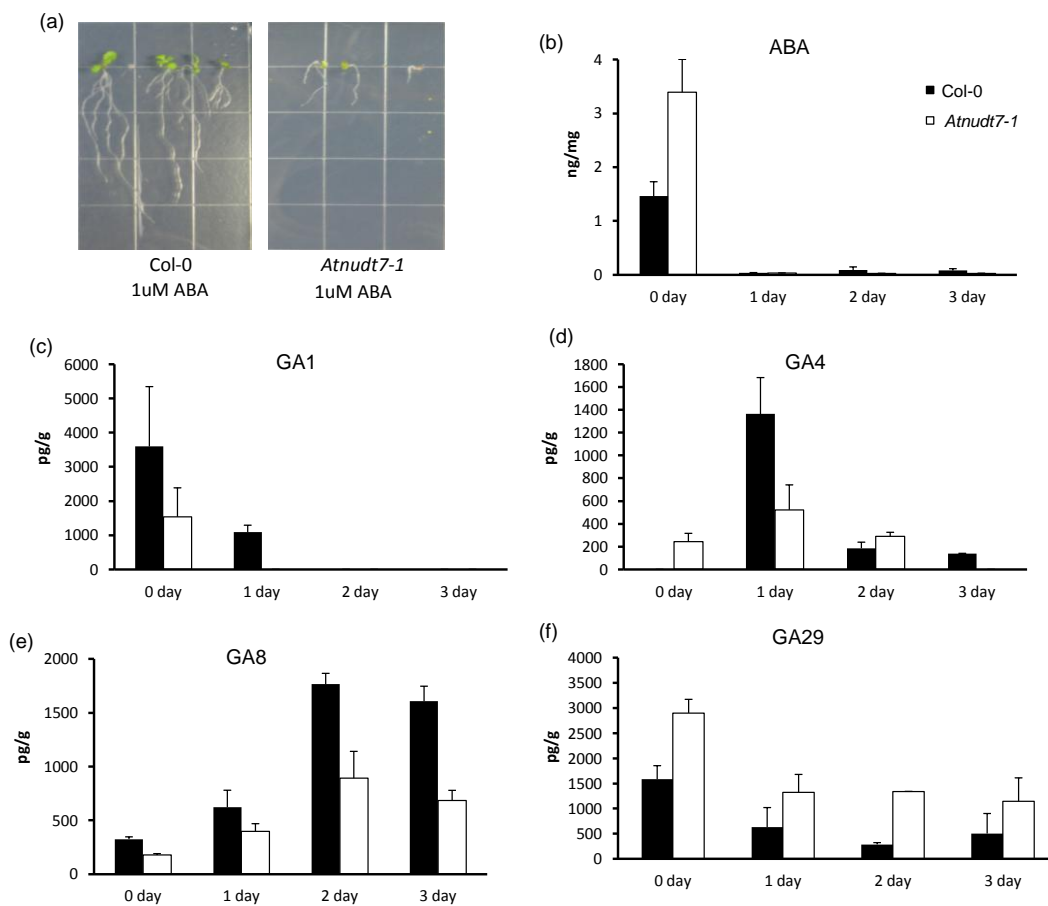 (a)
Col-0
1uM ABA
Atnudt7-1
1uM ABA
(b)
ABA
ng/mg
4
3
2
1
0
Col-0
Atnudt7-1
0 day 1 day 2 day 3 day
(c)
GA1
pg/g
6000
5000
4000
3000
2000
1000
0
0 day 1 day 2 day 3 day
(d)
GA4
pg/g
1800
1600
1400
1200
1000
800
600
400
200
0
0 day 1 day 2 day 3 day
(e)
GA8
pg/g
2000
1500
1000
500
0
0 day 1 day 2 day 3 day
(f)
GA29
pg/g
4000
3500
3000
2500
2000
1500
1000
500
0
0 day 1 day 2 day 3 day